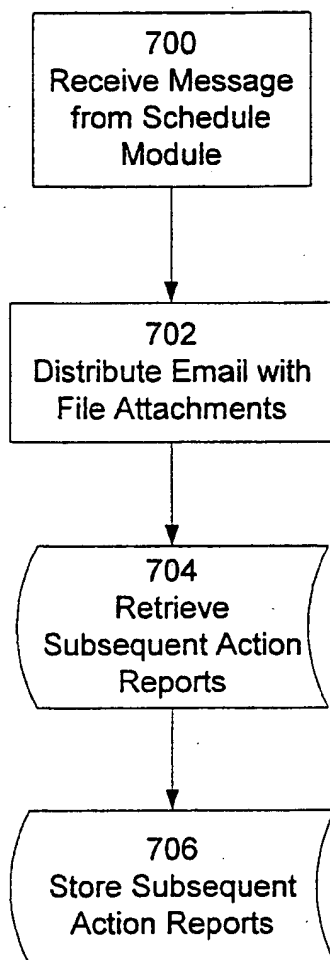 700
Receive Message
from Schedule
Module
702
Distribute Email with
File Attachments
704
Retrieve
Subsequent Action
Reports
706
Store Subsequent
Action Reports